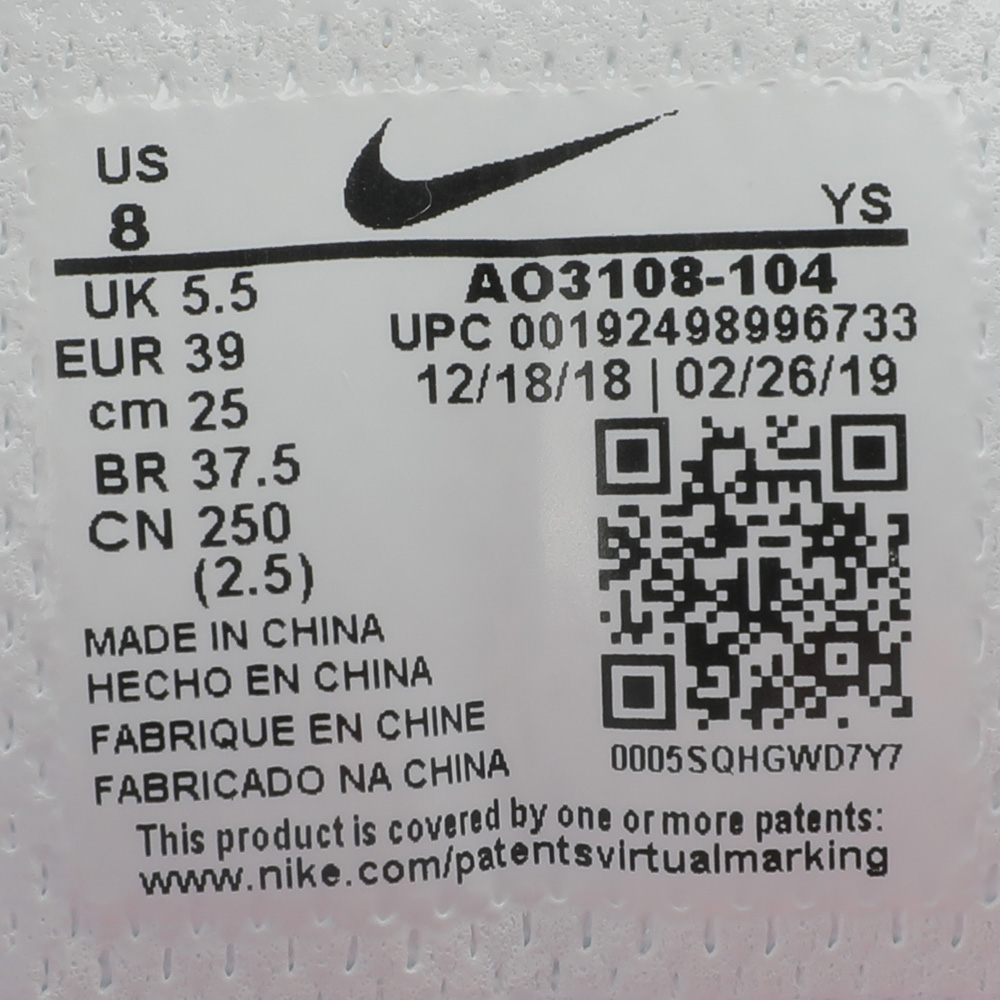 US
8
YS
UK 5.5
EUR 39
cm 25
BR 37.5
CN 250
(2.5)
AO3108-104
UPC 00192498996733
12/18/18 | 02/26/19
0005SQHGWD7Y7
MADE IN CHINA
HECHO EN CHINA
FABRIQUE EN CHINE
FABRICADO NA CHINA
This product is covered by one or more patents:
www.nike.com/patentsvirtualmarking